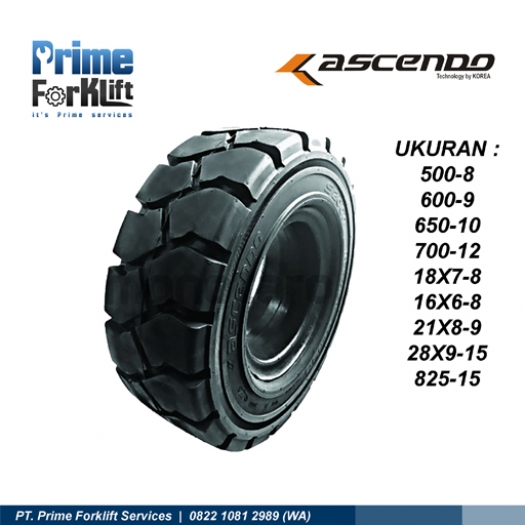 Prime
ForKlift
it's Prime services
ascendo
Technology by KOREA
UKURAN :
500-8
600-9
650-10
700-12
18X7-8
16X6-8
21X8-9
28X9-15
825-15
ascendo
PT. Prime Forklift Services | 0822 1081 2989 (WA)